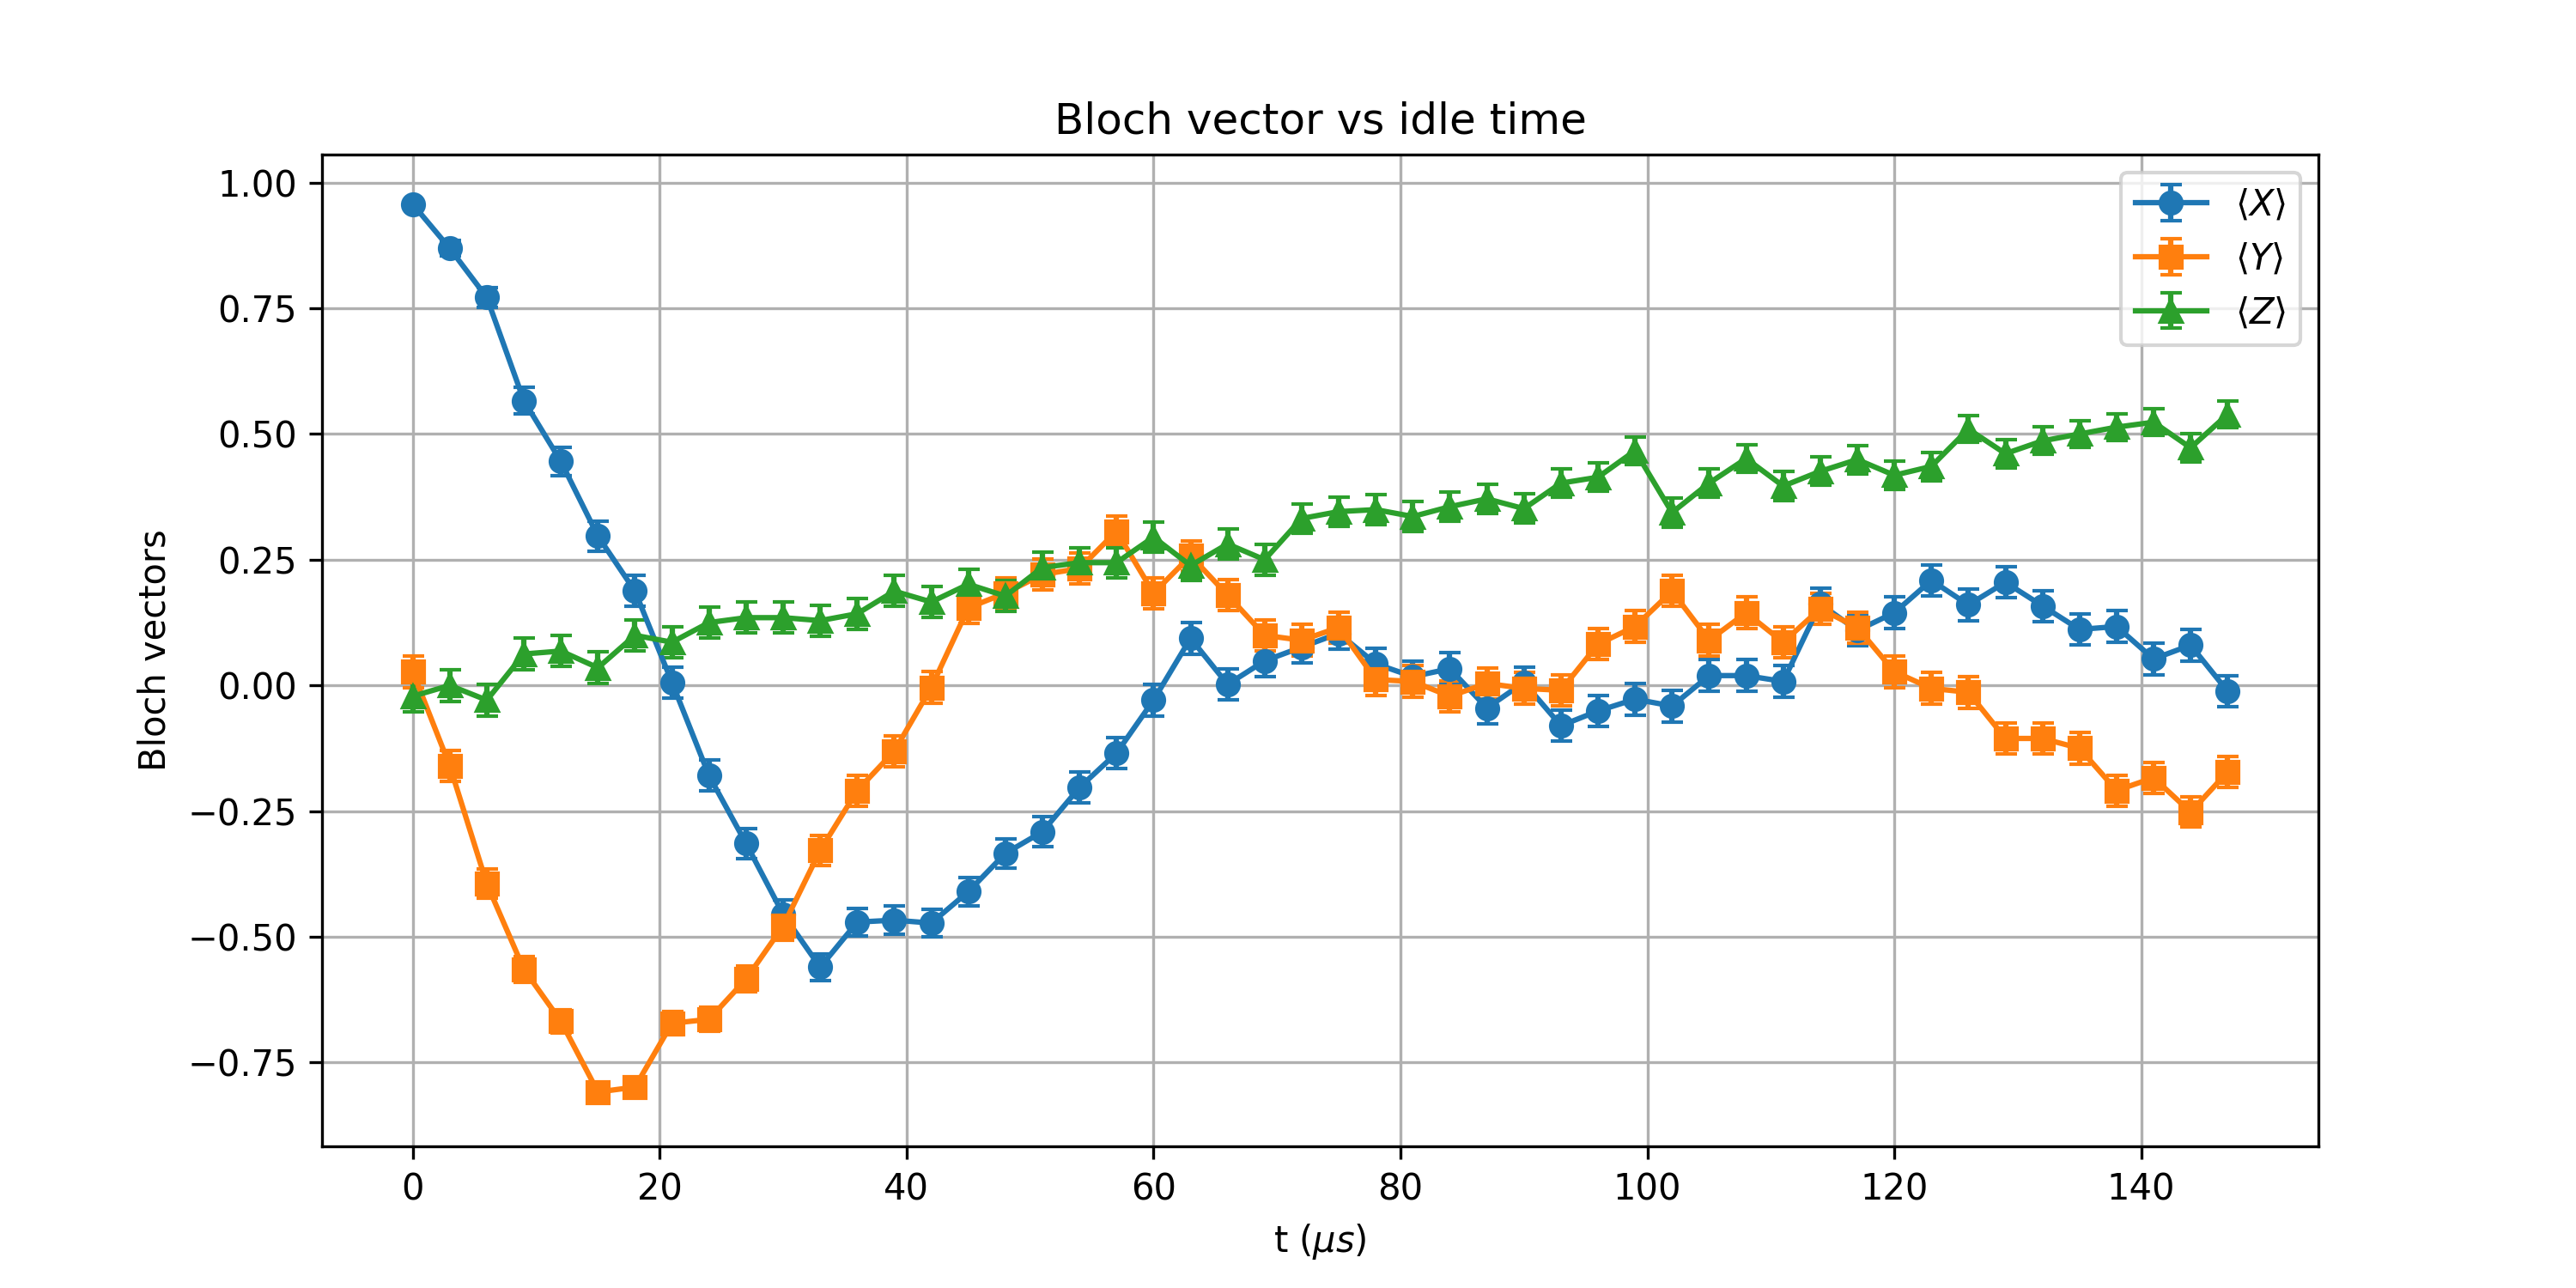 Bloch vector vs idle time
⟨X⟩
⟨Y⟩
⟨Z⟩
Bloch vectors
1.00
0.75
0.50
0.25
0.00
−0.25
−0.50
−0.75
0 20 40 60 80 100 120 140
t (μs)